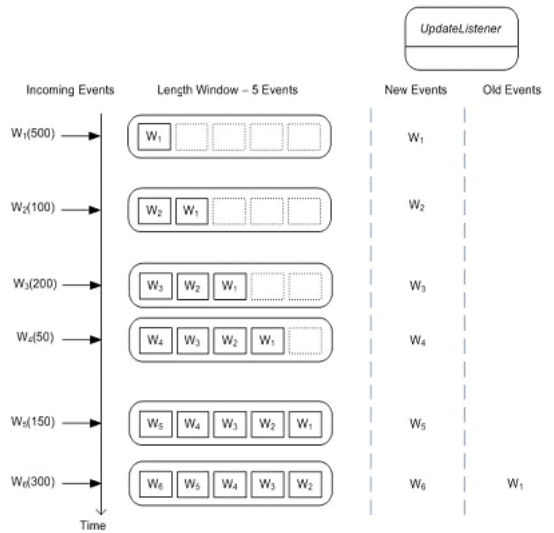 UpdateListener
Incoming Events Length Window – 5 Events New Events Old Events
W1(500) W1 W1
W2(100) W2 W1 W2
W3(200) W3 W2 W1 W3
W4(50) W4 W3 W2 W1 W4
W5(150) W5 W4 W3 W2 W1 W5
W6(300) W6 W5 W4 W3 W2 W6 W1
Time